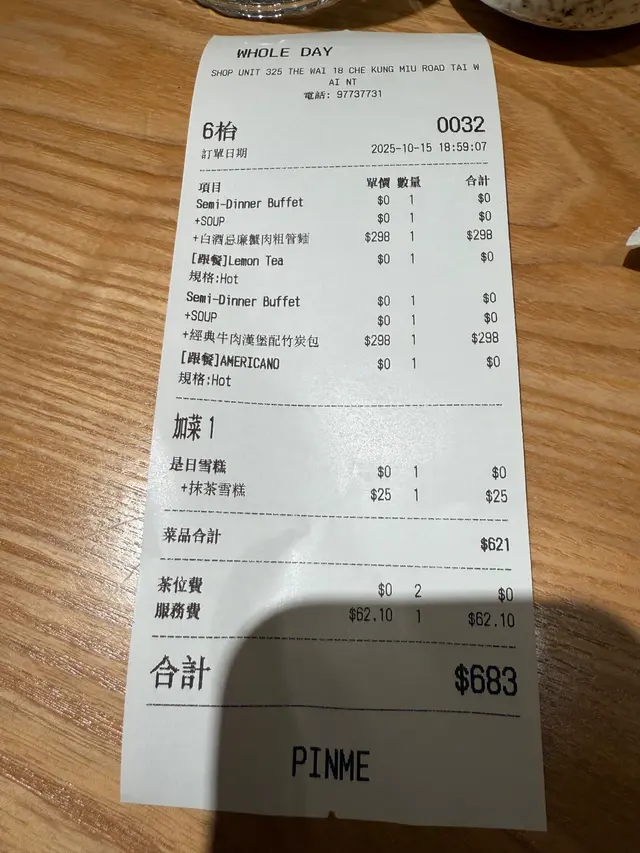 WHOLE DAY
SHOP UNIT 325 THE WAI 18 CHE KUNG MIU ROAD TAI W
AI NT
電話: 97737731
6枱 0032
訂單日期 2025-10-15 18:59:07
項目 單價 數量 合計
Semi-Dinner Buffet $0 1 $0
+SOUP $0 1 $0
+白酒忌廉蟹肉粗管麵 $298 1 $298
[跟餐]Lemon Tea $0 1 $0
規格:Hot
Semi-Dinner Buffet $0 1 $0
+SOUP $0 1 $0
+經典牛肉漢堡配竹炭包 $298 1 $298
[跟餐]AMERICANO $0 1 $0
規格:Hot
加菜 1
是日雪糕 $0 1 $0
+抹茶雪糕 $25 1 $25
菜品合計 $621
茶位費 $0 2 $0
服務費 $62.10 1 $62.10
合計 $683
PINME